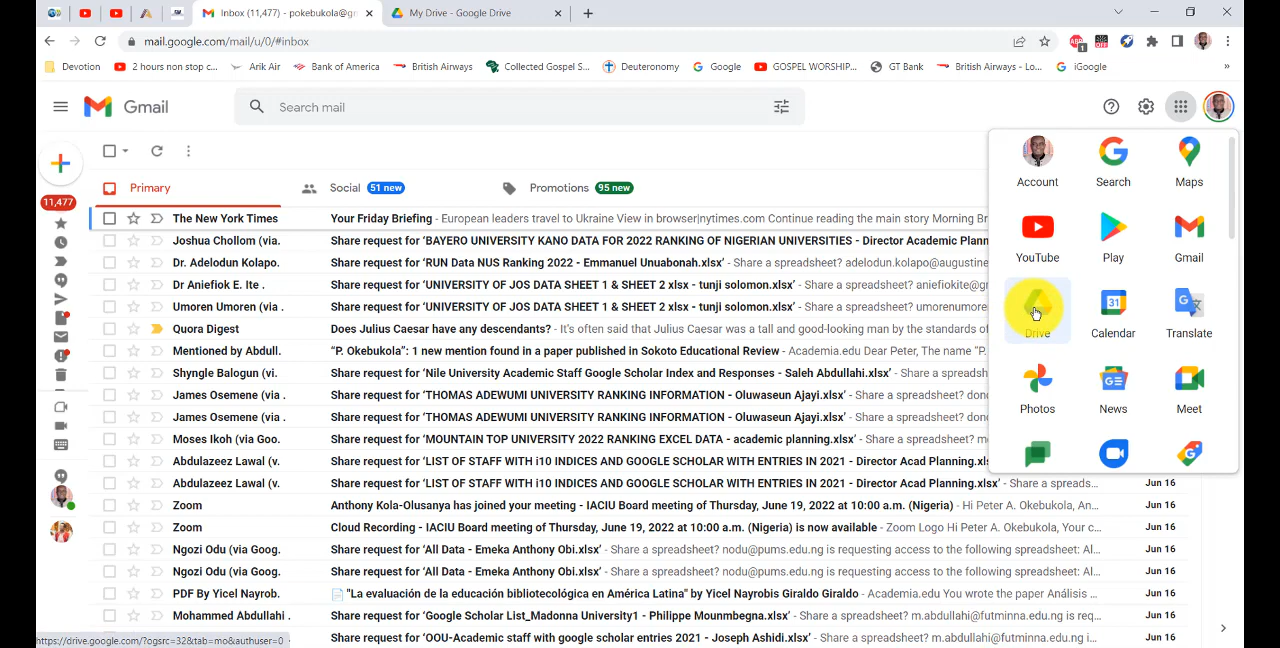 Inbox (11,477) - pokebukola@gr
My Drive - Google Drive
mail.google.com/mail/u/0/#inbox
Devotion
2 hours non stop c...
Arik Air
Bank of America
British Airways
Collected Gospel S...
Deuteronomy
Google
GOSPEL WORSHIP...
GT Bank
British Airways - Lo...
iGoogle
»
Gmail
Search mail
Primary
Social 51 new
Promotions 95 new
11,477
The New York Times Your Friday Briefing - European leaders travel to Ukraine View in browser|nytimes.com Continue reading the main story Morning Br
Joshua Chollom (via. Share request for ‘BAYERO UNIVERSITY KANO DATA FOR 2022 RANKING OF NIGERIAN UNIVERSITIES - Director Academic Plann
Dr. Adelodun Kolapo. Share request for ‘RUN Data NUS Ranking 2022 - Emmanuel Unuabonah.xlsx’ - Share a spreadsheet? adelodun.kolapo@augustine
Dr Aniefiok E. Ite . Share request for ‘UNIVERSITY OF JOS DATA SHEET 1 & SHEET 2 xlsx - tunji solomon.xlsx’ - Share a spreadsheet? aniefiokite@g
Umoren Umoren (via. Share request for ‘UNIVERSITY OF JOS DATA SHEET 1 & SHEET 2 xlsx - tunji solomon.xlsx’ - Share a spreadsheet? umorenumore
Quora Digest Does Julius Caesar have any descendants? - It's often said that Julius Caesar was a tall and good-looking man by the standards of
Mentioned by Abdull. “P. Okebukola”: 1 new mention found in a paper published in Sokoto Educational Review - Academia.edu Dear Peter, The name “P
Shyngle Balogun (via. Share request for ‘Nile University Academic Staff Google Scholar Index and Responses - Saleh Abdullahi.xlsx’ - Share a spreads
James Osemene (via . Share request for ‘THOMAS ADEWUMI UNIVERSITY RANKING INFORMATION - Oluwaseun Ajayi.xlsx’ - Share a spreadsheet? dono
James Osemene (via . Share request for ‘THOMAS ADEWUMI UNIVERSITY RANKING INFORMATION - Oluwaseun Ajayi.xlsx’ - Share a spreadsheet? dono
Moses Ikoh (via Goo. Share request for ‘MOUNTAIN TOP UNIVERSITY 2022 RANKING EXCEL DATA - academic planning.xlsx’ - Share a spreadsheet? m
Abdulazeez Lawal (v. Share request for ‘LIST OF STAFF WITH i10 INDICES AND GOOGLE SCHOLAR WITH ENTRIES IN 2021 - Director Acad Plannin
Abdulazeez Lawal (v. Share request for ‘LIST OF STAFF WITH i10 INDICES AND GOOGLE SCHOLAR WITH ENTRIES IN 2021 - Director Acad Planning.xlsx’ - Share a spreads... Jun 16
Zoom Anthony Kola-Olusanya has joined your meeting - IACIU Board meeting of Thursday, June 19, 2022 at 10:00 a.m. (Nigeria) - Hi Peter A. Okebukola, An... Jun 16
Zoom Cloud Recording - IACIU Board meeting of Thursday, June 19, 2022 at 10:00 a.m. (Nigeria) is now available - Zoom Logo Hi Peter A. Okebukola, Your c... Jun 16
Ngozi Odu (via Goog. Share request for ‘All Data - Emeka Anthony Obi.xlsx’ - Share a spreadsheet? nodu@pums.edu.ng is requesting access to the following spreadsheet: Al... Jun 16
Ngozi Odu (via Goog. Share request for ‘All Data - Emeka Anthony Obi.xlsx’ - Share a spreadsheet? nodu@pums.edu.ng is requesting access to the following spreadsheet: Al... Jun 16
PDF By Yicel Nayrob. "La evaluación de la educación bibliotecológica en América Latina" by Yicel Nayrobis Giraldo Giraldo - Academia.edu You wrote the paper Análisis ... Jun 16
Mohammed Abdullahi . Share request for ‘Google Scholar List_Madonna University1 - Philippe Mounmbegna.xlsx’ - Share a spreadsheet? m.abdullahi@futminna.edu.ng is re... Jun 16
Share request for ‘OOU-Academic staff with google scholar entries 2021 - Joseph Ashidi.xlsx’ - Share a spreadsheet? m.abdullahi@futminna.edu.ng i... Jun 16
Account Search Maps
YouTube Play Gmail
Drive Calendar Translate
31
Photos News Meet
https://drive.google.com/?ogsrc=32&tab=mo&authuser=0